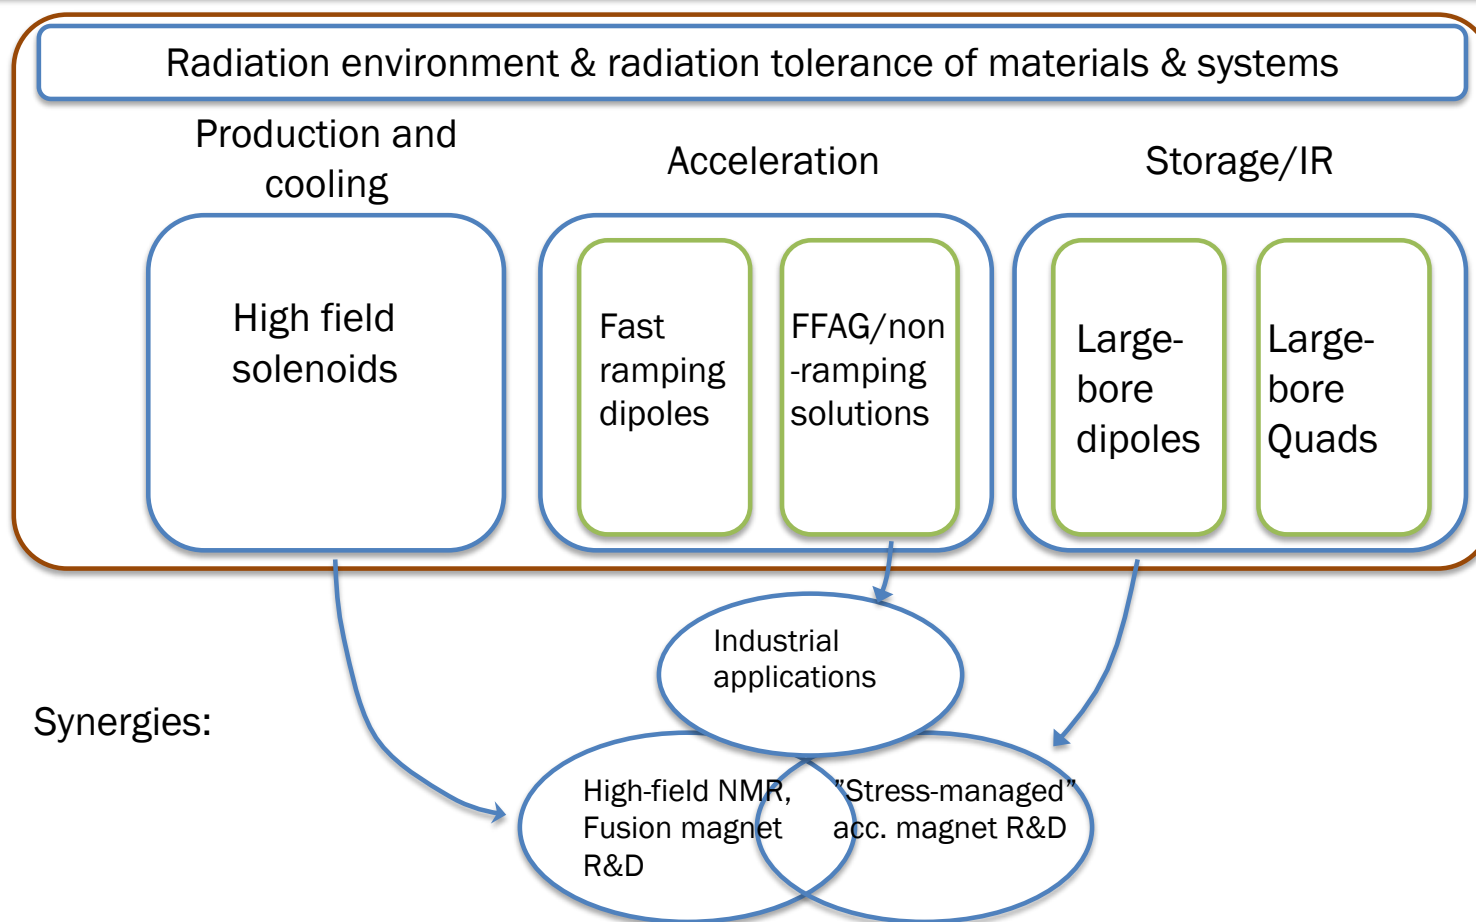 Radiation environment & radiation tolerance of materials & systems
Production and
cooling
Acceleration
Storage/IR
High field
solenoids
Fast
ramping
dipoles
FFAG/non
-ramping
solutions
Large-
bore
dipoles
Large-
bore
Quads
Industrial
applications
Synergies:
High-field NMR,
Fusion magnet
R&D
”Stress-managed”
acc. magnet R&D